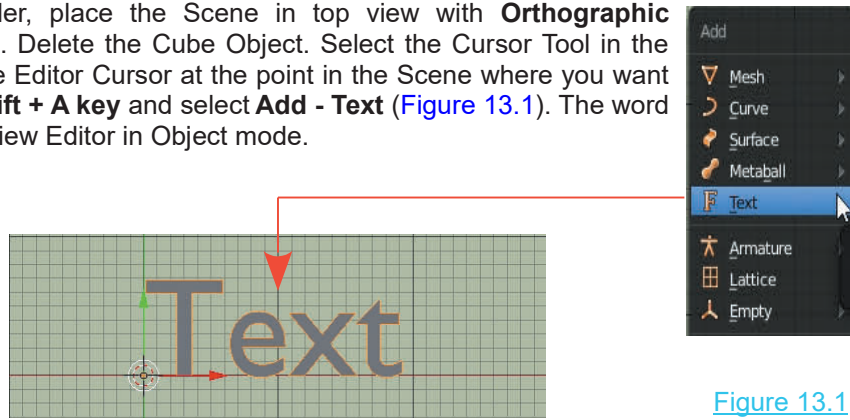 der, place the Scene in top view with Orthographic
. Delete the Cube Object. Select the Cursor Tool in the
e Editor Cursor at the point in the Scene where you want
ift + A key and select Add - Text (Figure 13.1). The word
iew Editor in Object mode.
Add
Mesh
Curve
Surface
Metaball
Text
Armature
Lattice
Empty
Text
Figure 13.1